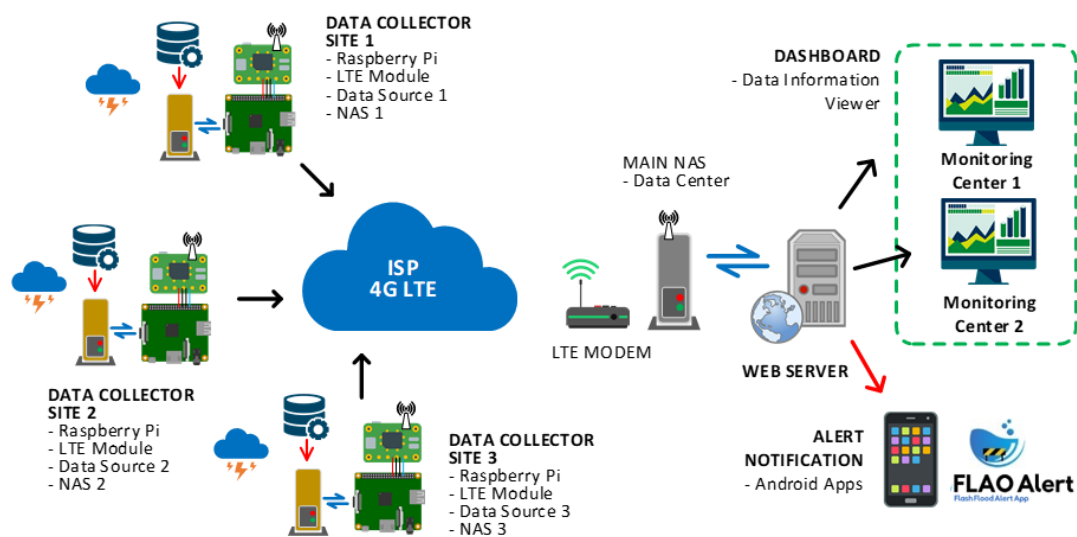 DATA COLLECTOR
SITE 1
- Raspberry Pi
- LTE Module
- Data Source 1
- NAS 1
DASHBOARD
- Data Information
Viewer
Monitoring
Center 1
Monitoring
Center 2
MAIN NAS
- Data Center
ISP
4G LTE
LTE MODEM
WEB SERVER
DATA COLLECTOR
SITE 2
- Raspberry Pi
- LTE Module
- Data Source 2
- NAS 2
DATA COLLECTOR
SITE 3
- Raspberry Pi
- LTE Module
- Data Source 3
- NAS 3
ALERT
NOTIFICATION
- Android Apps
FLAO Alert
Flash Flood Alert App